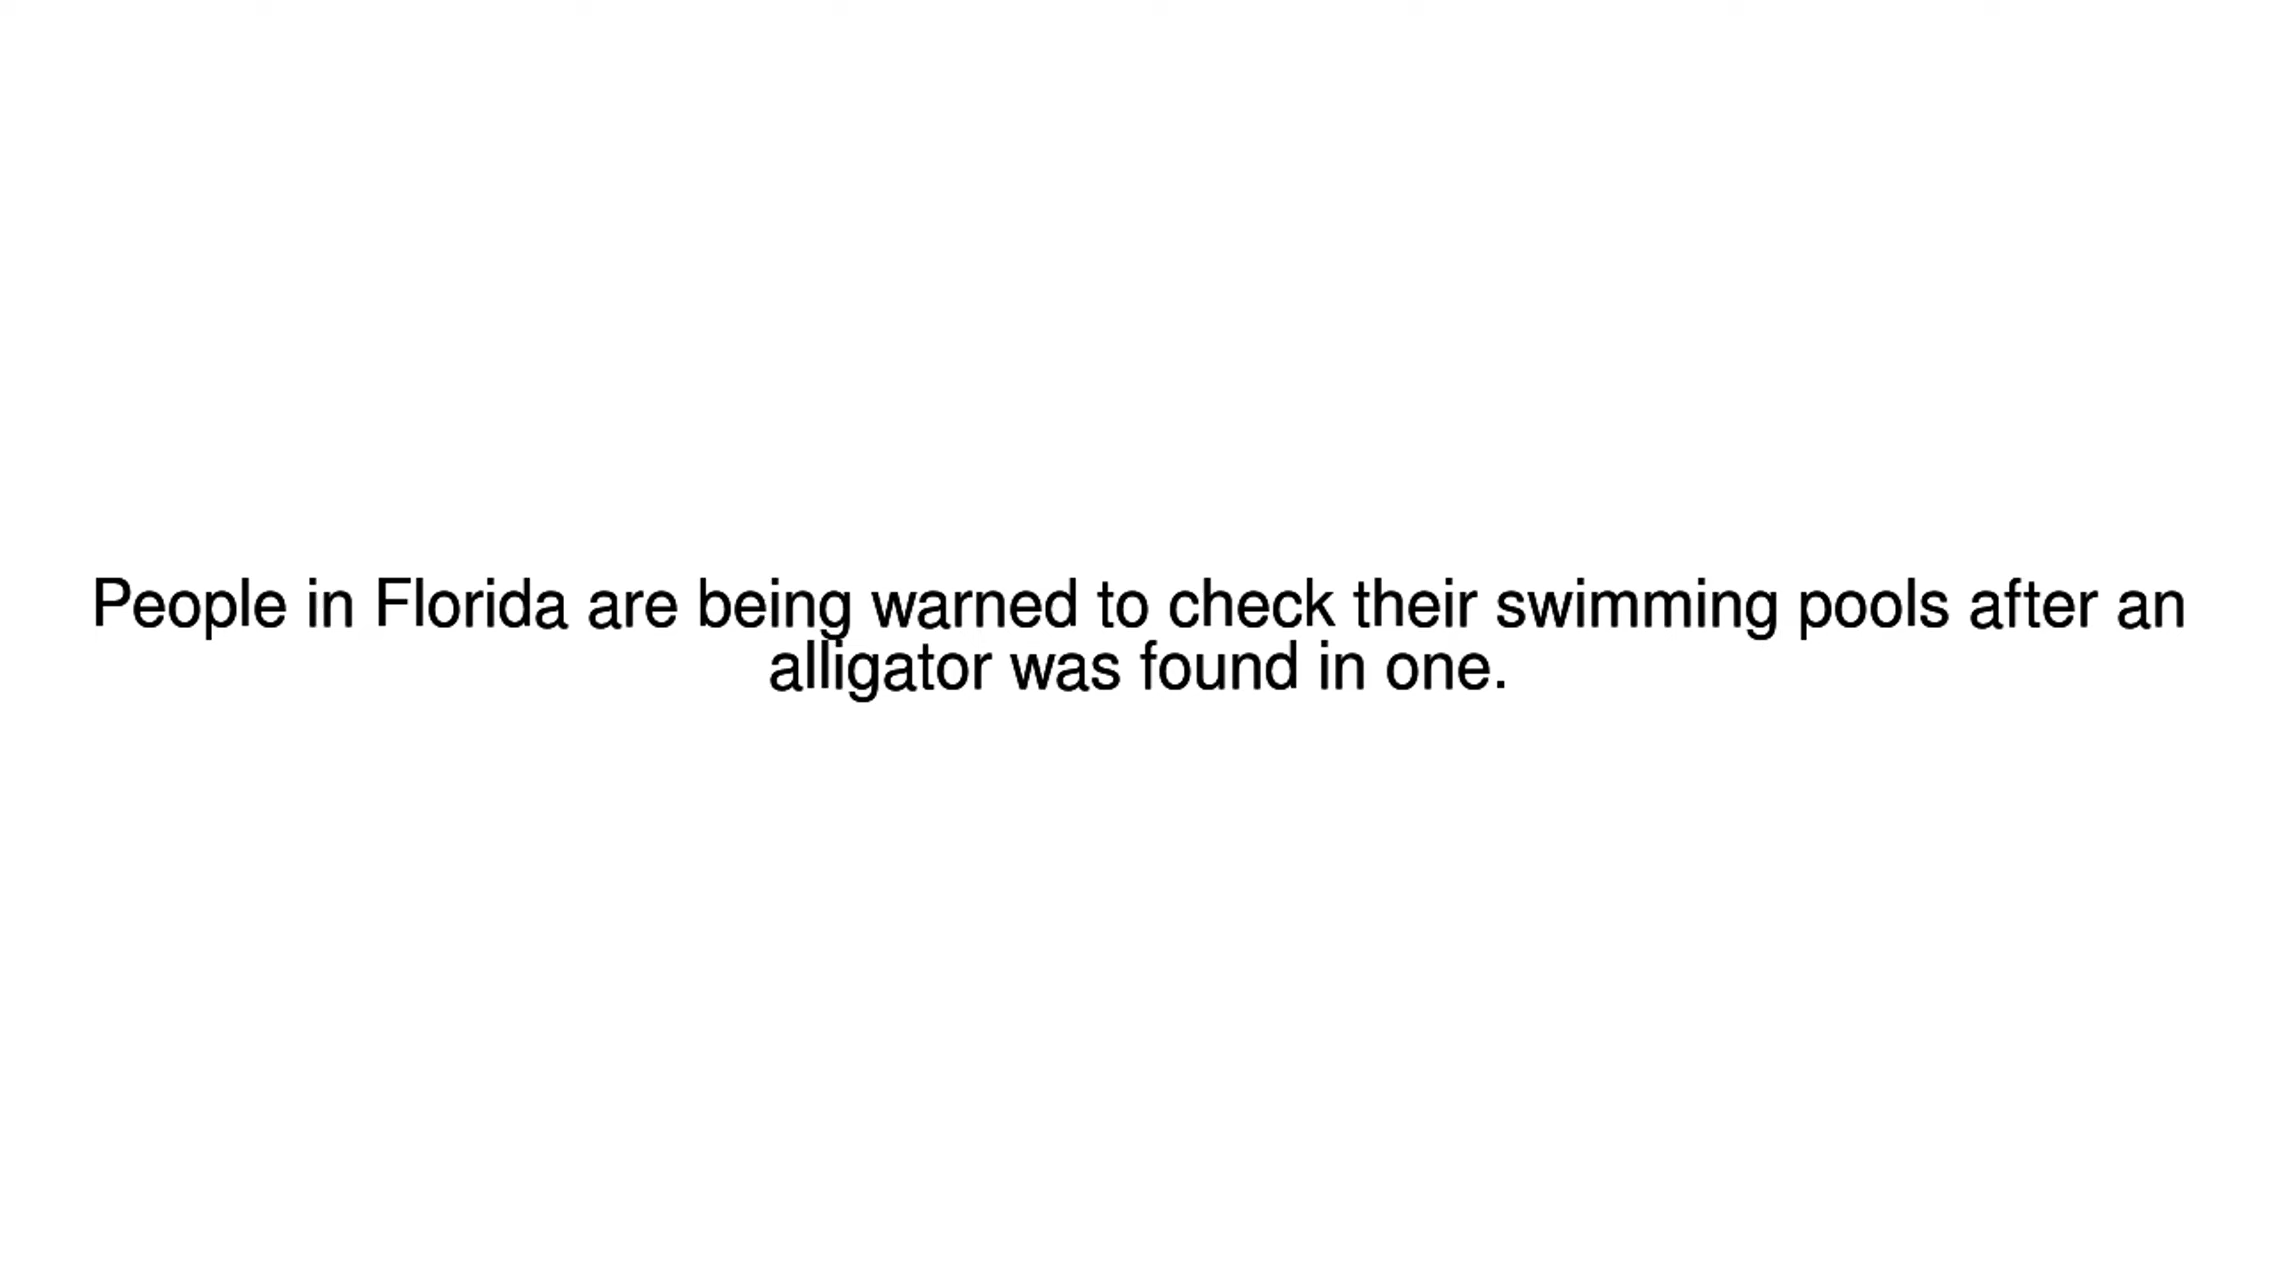 People in Florida are being warned to check their swimming pools after an
alligator was found in one.